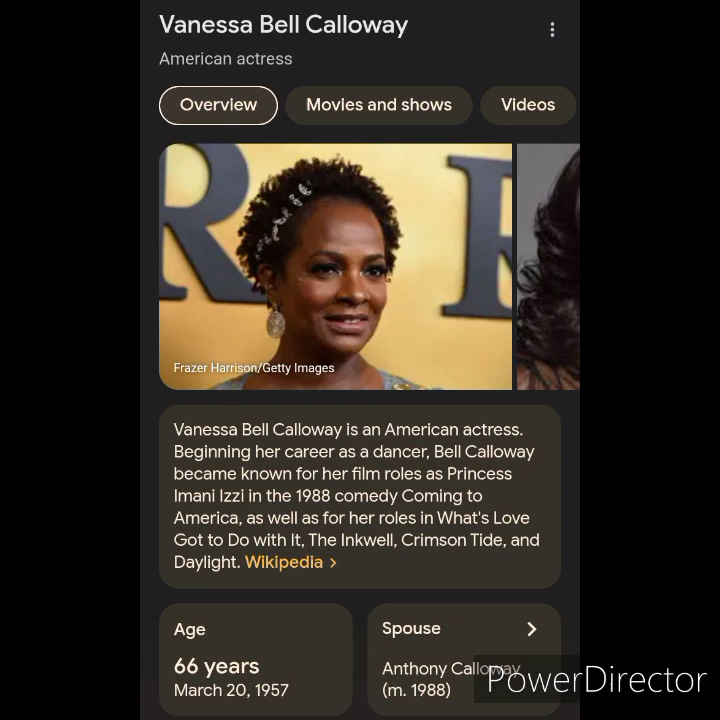 Vanessa Bell Calloway
American actress
Overview
Movies and shows
Videos
R
F
Frazer Harrison/Getty Images
Vanessa Bell Calloway is an American actress.
Beginning her career as a dancer, Bell Calloway
became known for her film roles as Princess
Imani Izzi in the 1988 comedy Coming to
America, as well as for her roles in What's Love
Got to Do with It, The Inkwell, Crimson Tide, and
Daylight. Wikipedia >
Age
66 years
March 20, 1957
Spouse
Anthony Calloway
(m. 1988)
PowerDirector